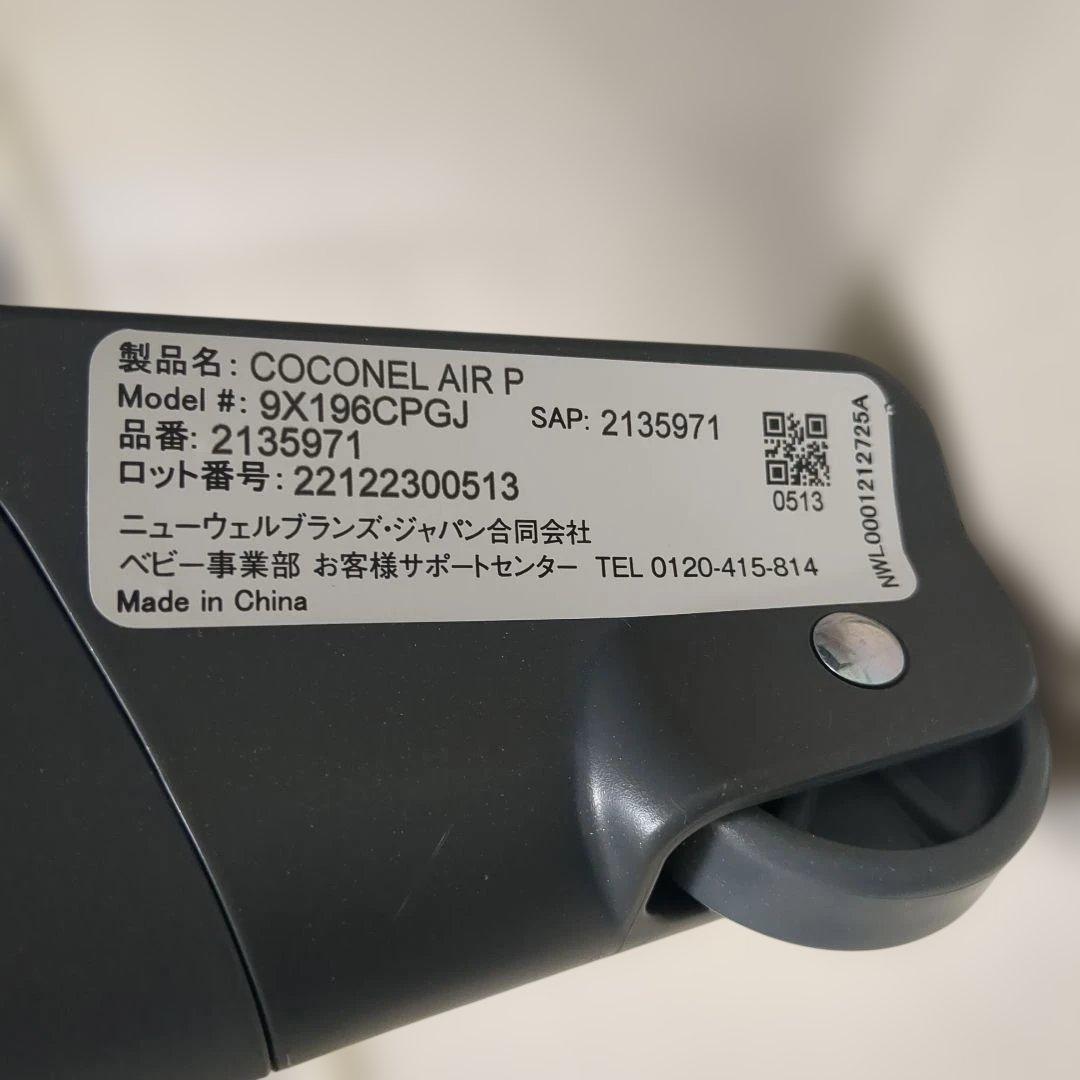 製品名: COCONEL AIR P
Model #: 9X196CPGJ SAP: 2135971
品番: 2135971
ロット番号: 22122300513
ニューウェルブランズ・ジャパン合同会社
ベビー事業部 お客様サポートセンター TEL 0120-415-814
Made in China
0513
NWL0001212725A